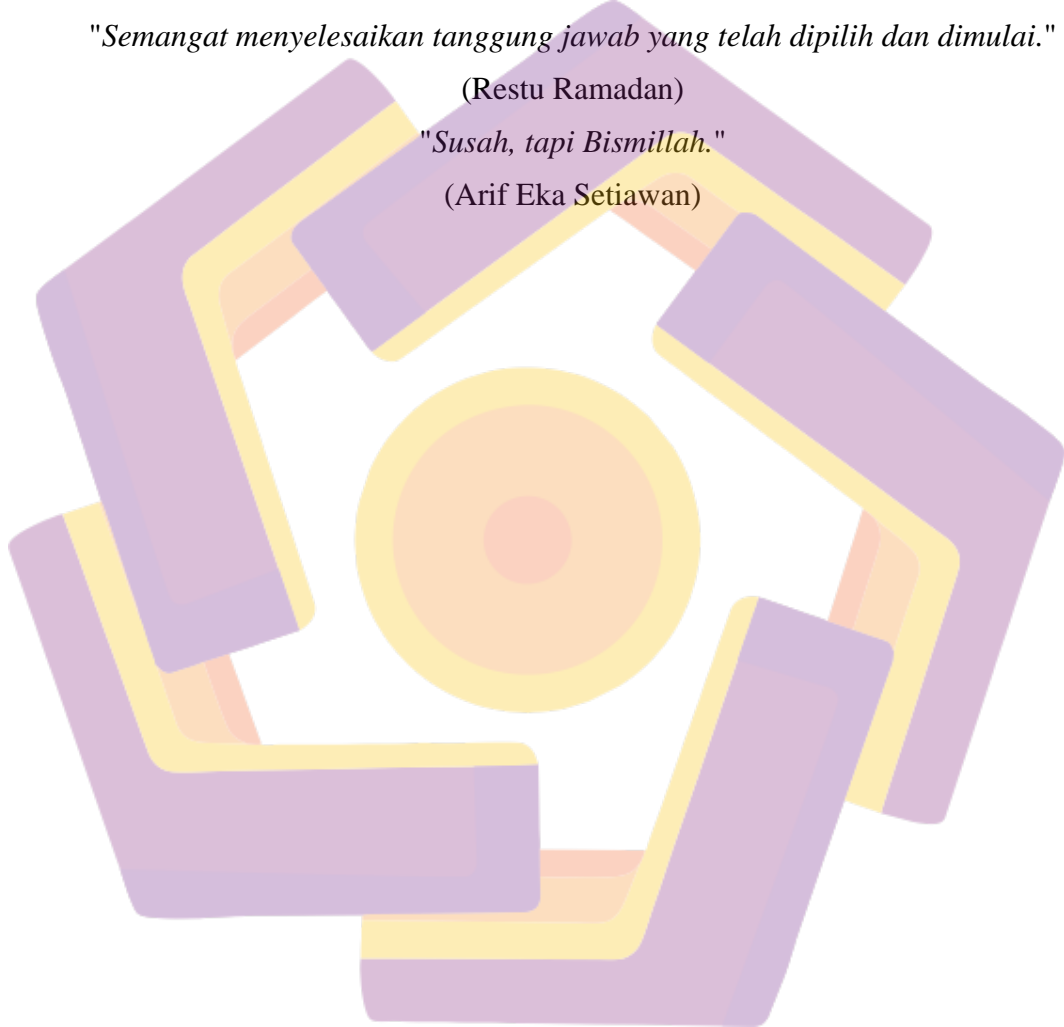 "Semangat menyelesaikan tanggung jawab yang telah dipilih dan dimulai."
(Restu Ramadan)
"Susah, tapi Bismillah."
(Arif Eka Setiawan)